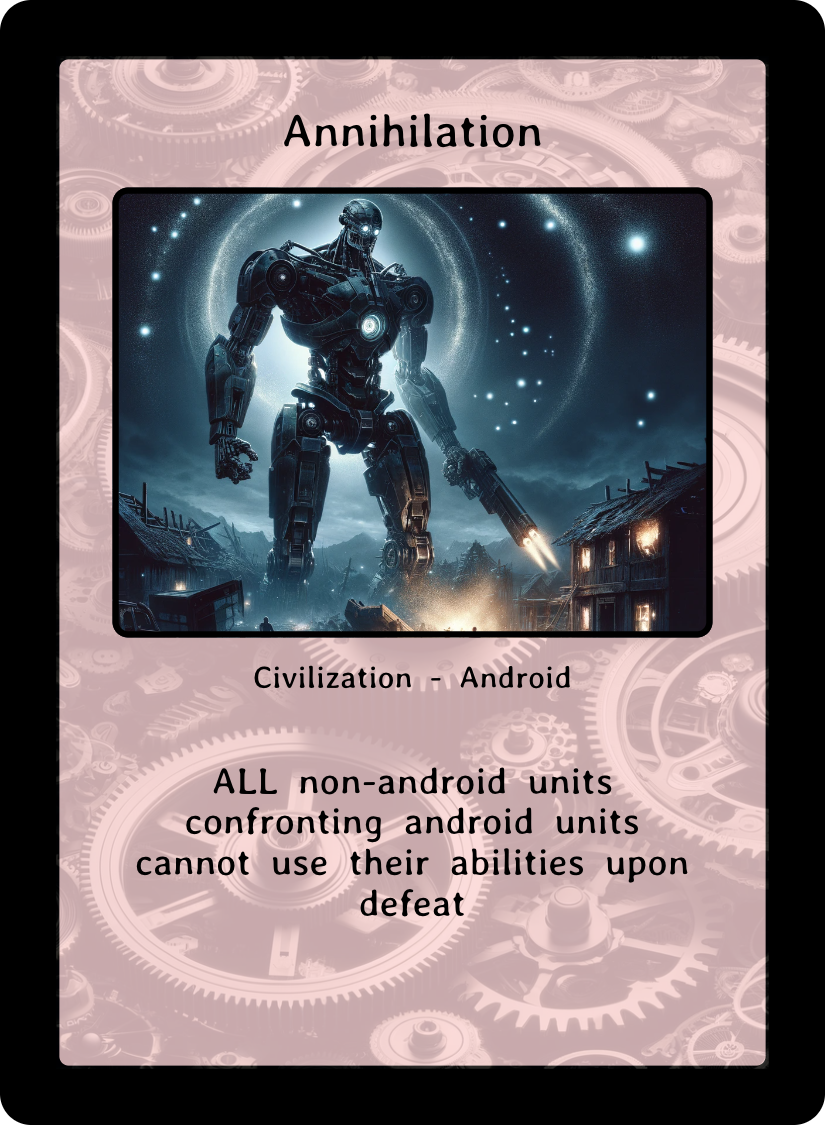 Annihilation
Civilization - Android
ALL non-android units
confronting android units
cannot use their abilities upon
defeat